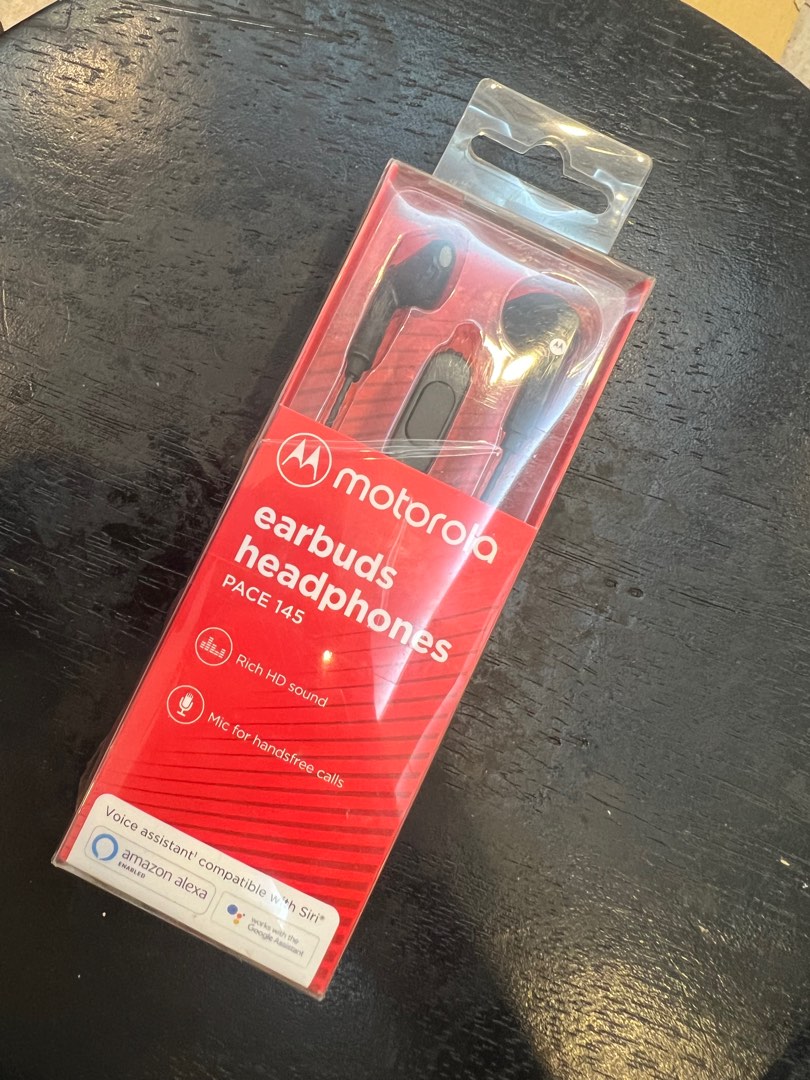 motorola
earbuds
headphones
PACE 145
Rich HD sound
Mic for handsfree calls
Voice assistant¹ compatible with Siri®
amazon alexa
ENABLED
works with the
Google Assistant